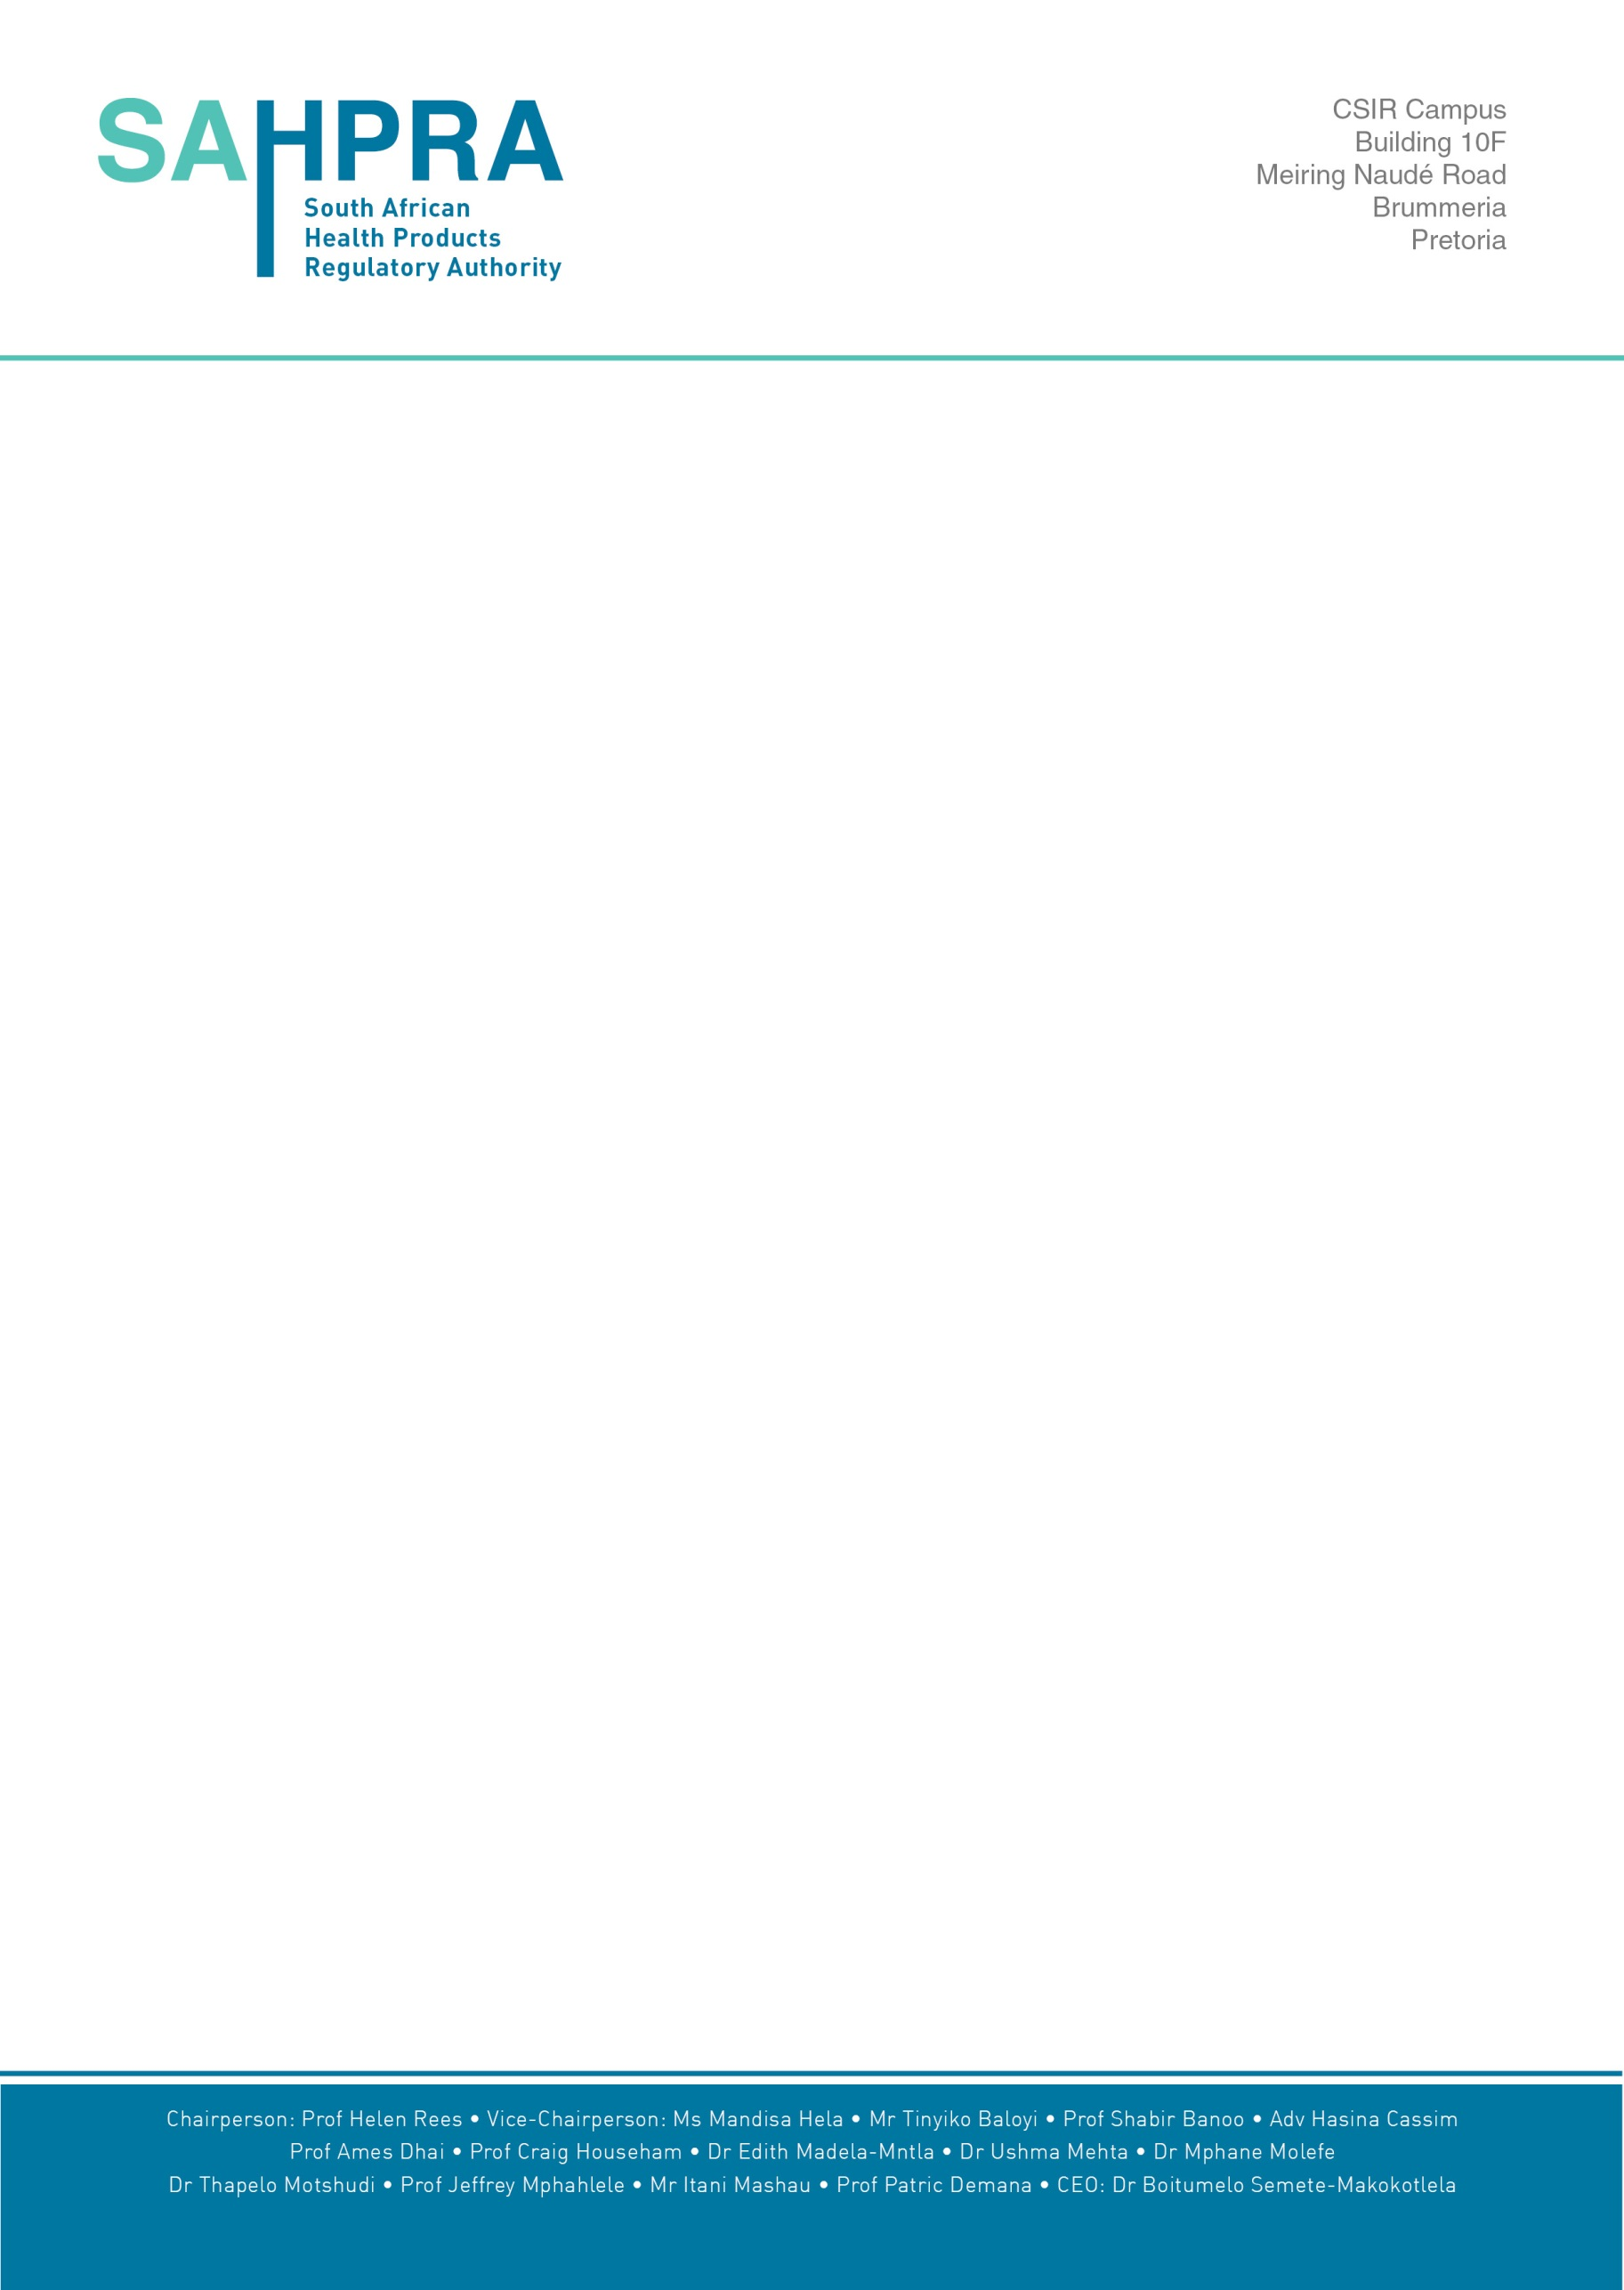 SAHPRA
South African
Health Products
Regulatory Authority
CSIR Campus
Building 10F
Meiring Naudé Road
Brummeria
Pretoria
Chairperson: Prof Helen Rees • Vice-Chairperson: Ms Mandisa Hela • Mr Tinyiko Baloyi • Prof Shabir Banoo • Adv Hasina Cassim
Prof Ames Dhai • Prof Craig Househam • Dr Edith Madela-Mntla • Dr Ushma Mehta • Dr Mphane Molefe
Dr Thapelo Motshudi • Prof Jeffrey Mphahlele • Mr Itani Mashau • Prof Patric Demana • CEO: Dr Boitumelo Semete-Makokotlela